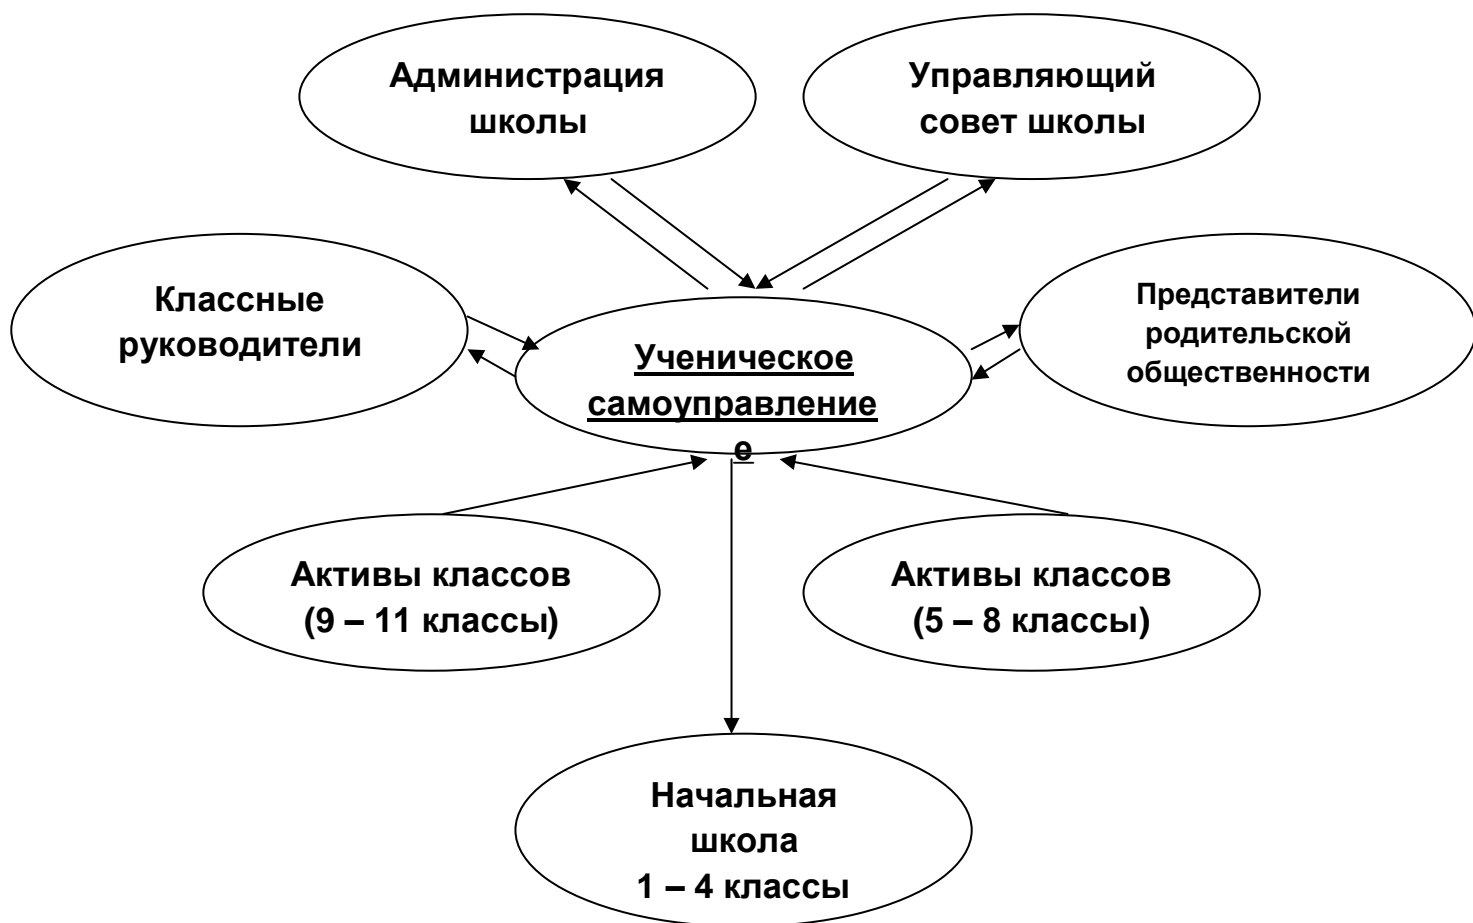 Администрация
школы
Управляющий
совет школы
Классные
руководители
Представители
родительской
общественности
Ученическое
самоуправление
е
Активы классов
(9 – 11 классы)
Активы классов
(5 – 8 классы)
Начальная
школа
1 – 4 классы